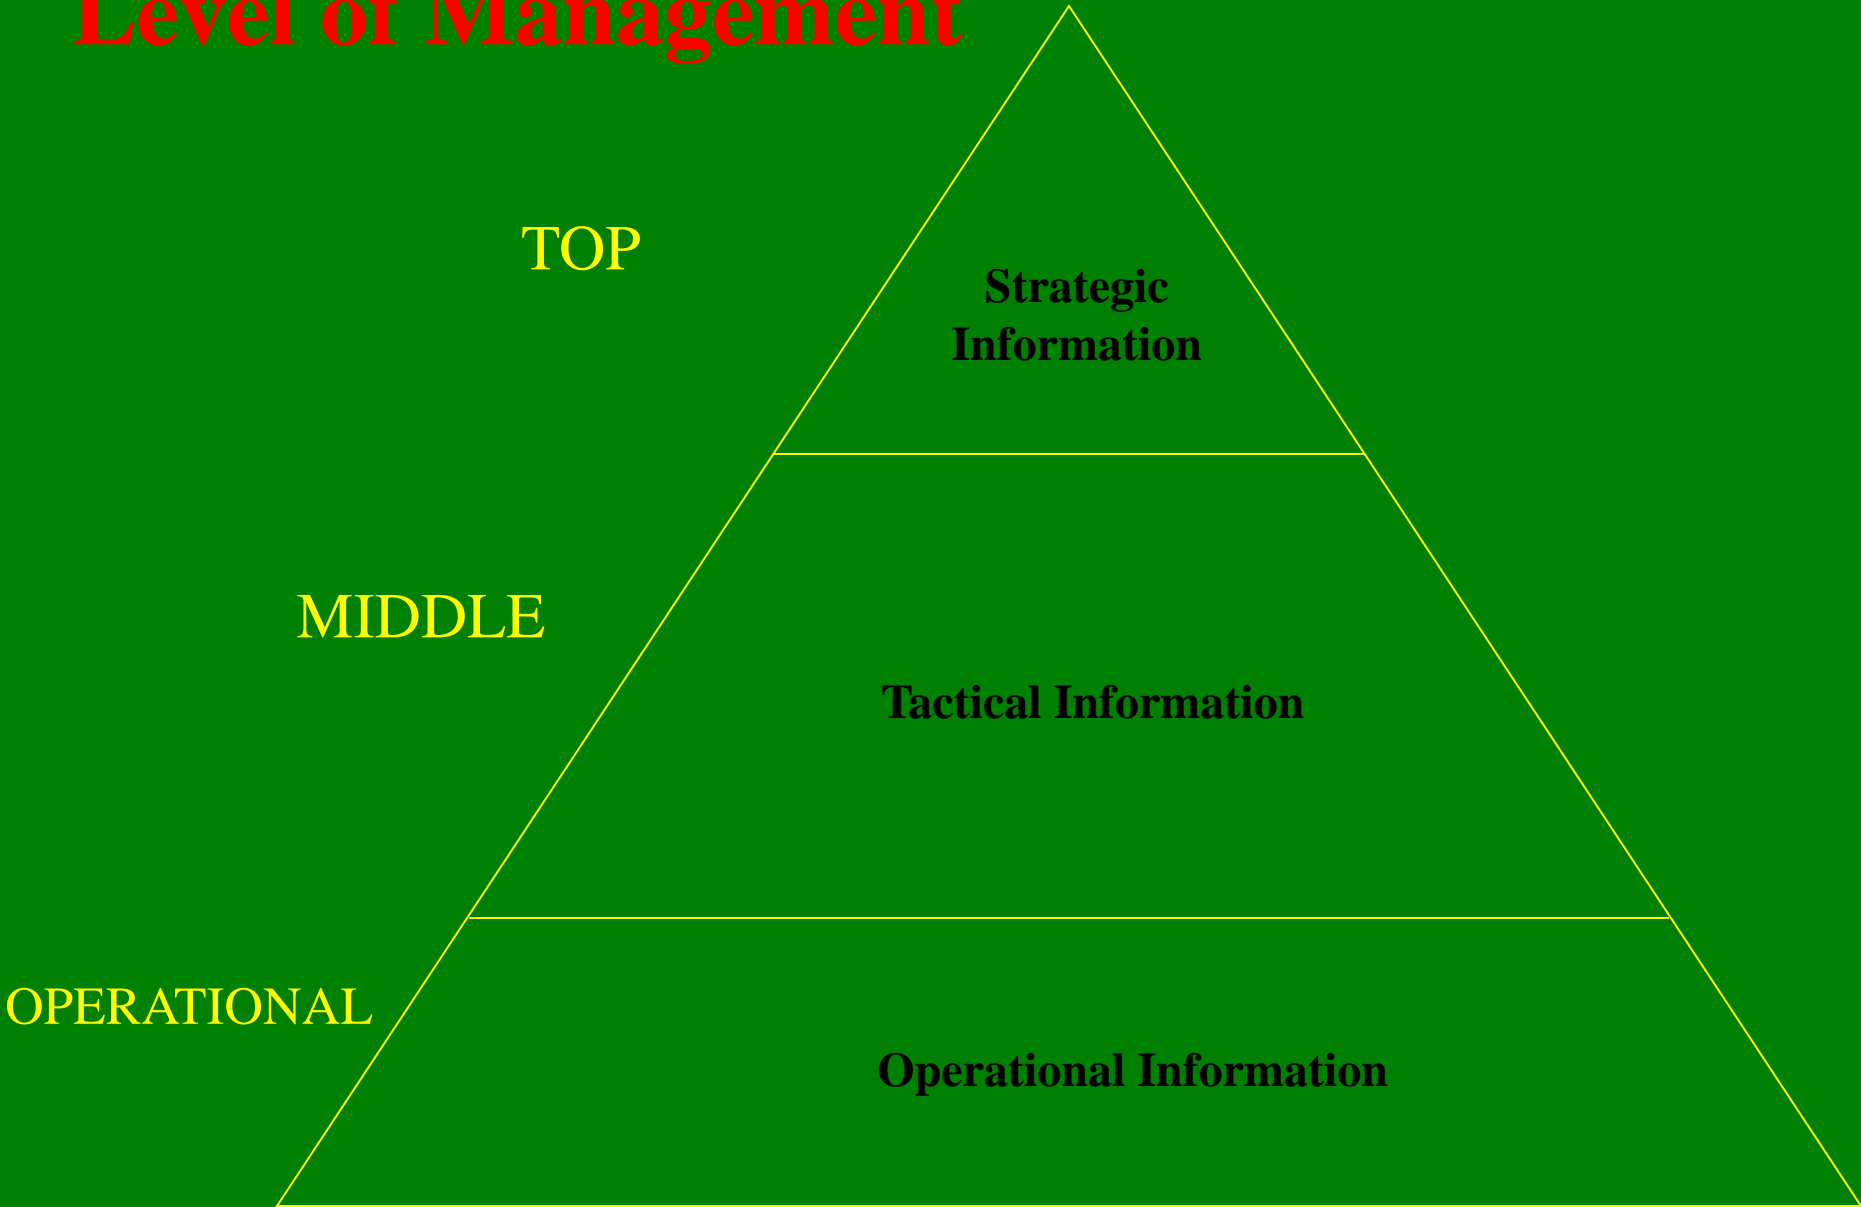 Level of Management
TOP
Strategic
Information
MIDDLE
Tactical Information
OPERATIONAL
Operational Information